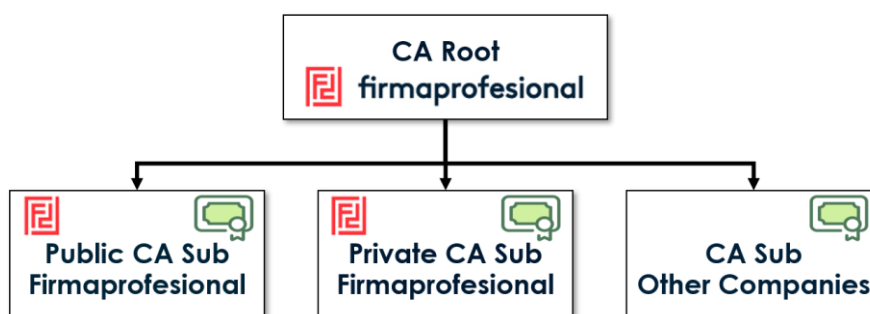 CA Root
firmaprofesional
Public CA Sub
Firmaprofesional
Private CA Sub
Firmaprofesional
CA Sub
Other Companies